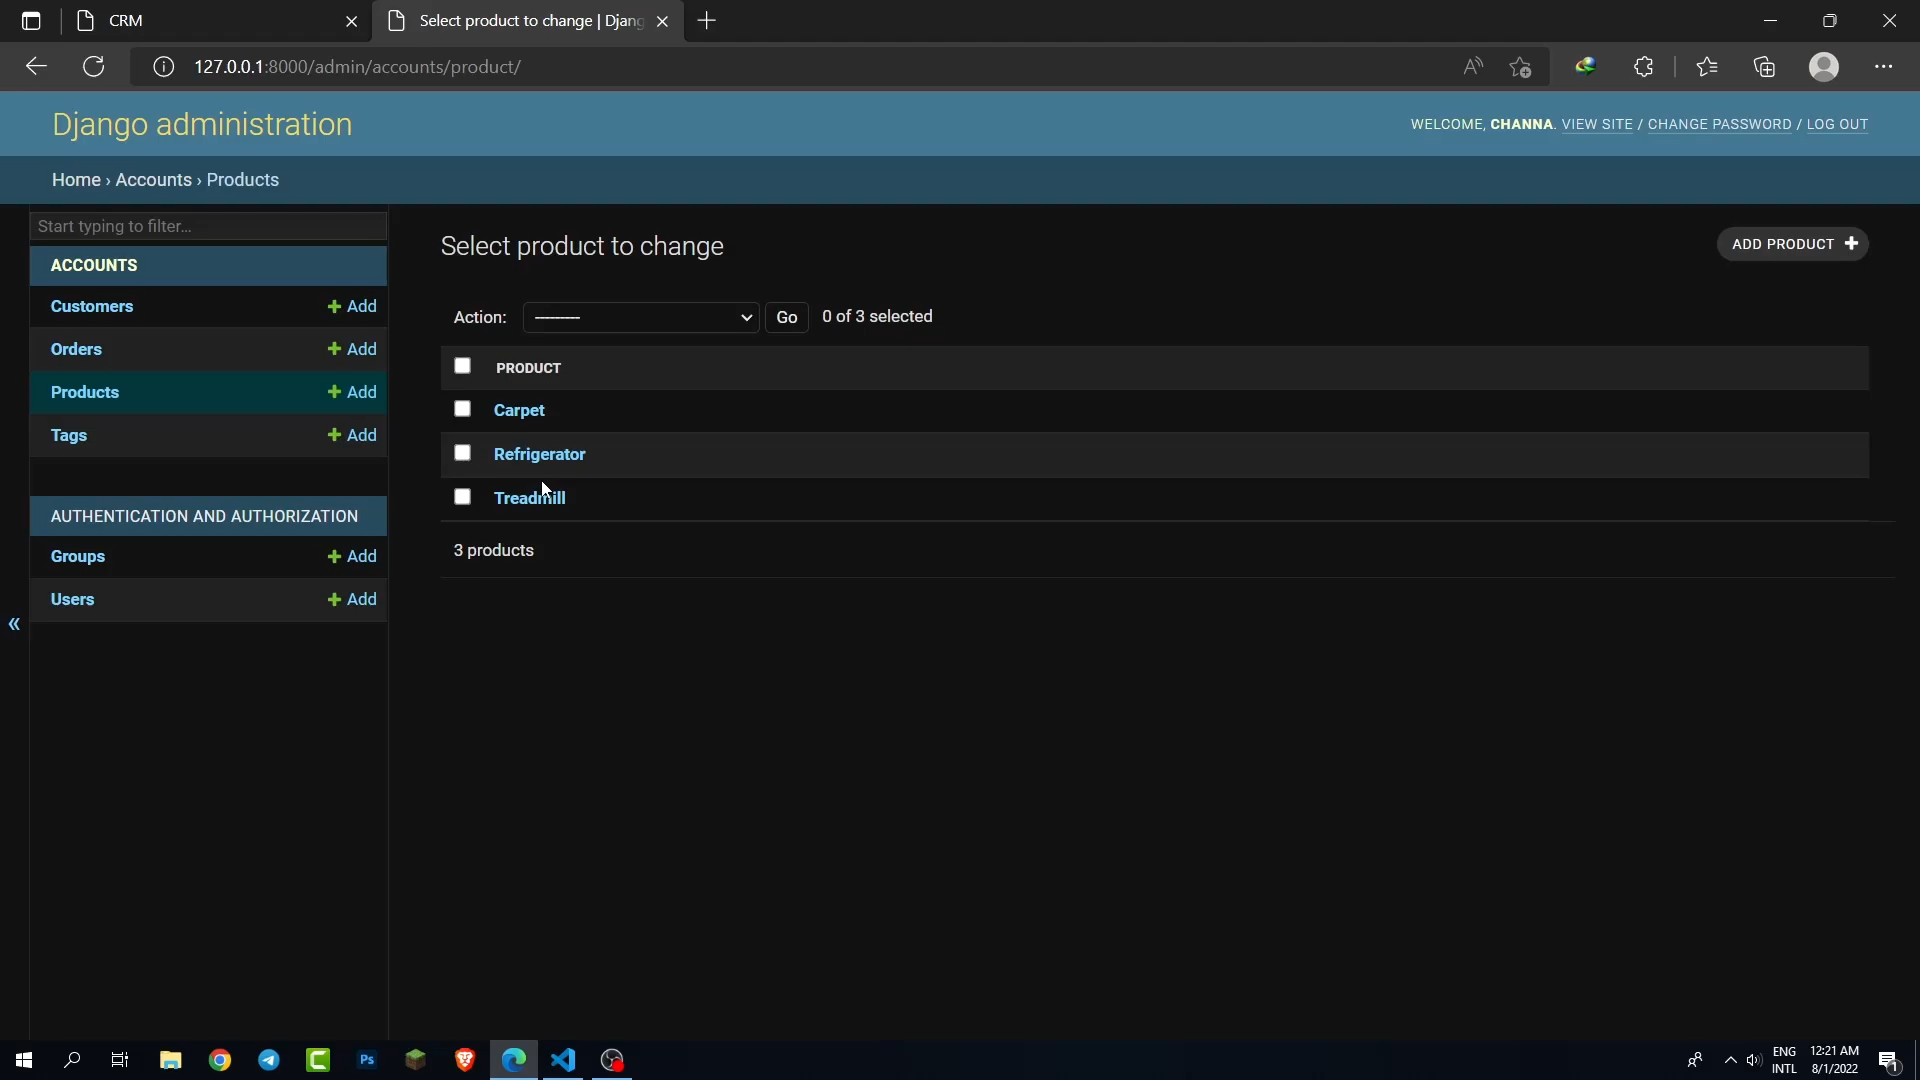 CRM
Select product to change | Djang
127.0.0.1:8000/admin/accounts/product/
Django administration
WELCOME, CHANNA. VIEW SITE / CHANGE PASSWORD / LOG OUT
Home › Accounts › Products
Start typing to filter...
ACCOUNTS
Customers + Add
Orders + Add
Products + Add
Tags + Add
AUTHENTICATION AND AUTHORIZATION
Groups + Add
Users + Add
«
Select product to change
ADD PRODUCT +
Action: --------- Go 0 of 3 selected
PRODUCT
Carpet
Refrigerator
Treadmill
3 products
Ps
ENG
INTL
12:21 AM
8/1/2022
1